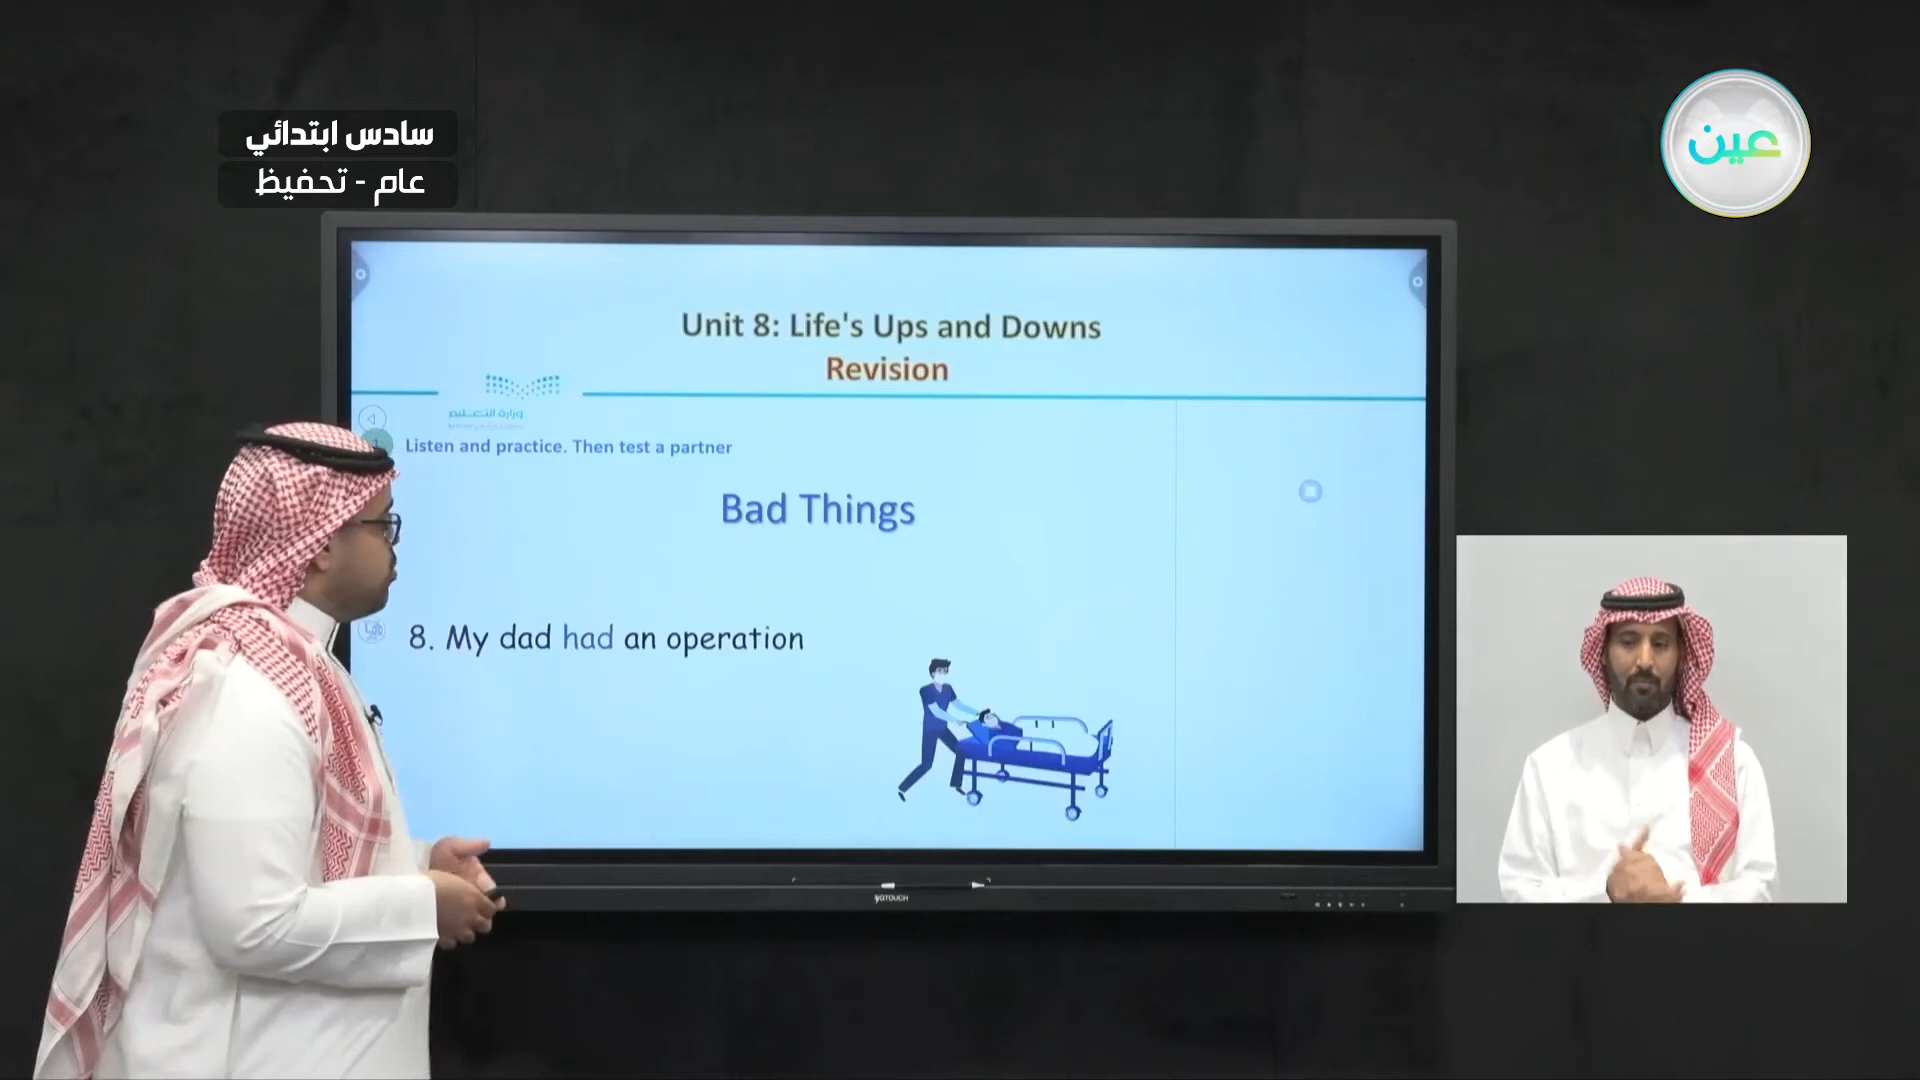 سادس ابتدائي
عام - تحفيظ
عين
Unit 8: Life's Ups and Downs
Revision
وزارة التعليم
1 Listen and practice. Then test a partner
Bad Things
8. My dad had an operation